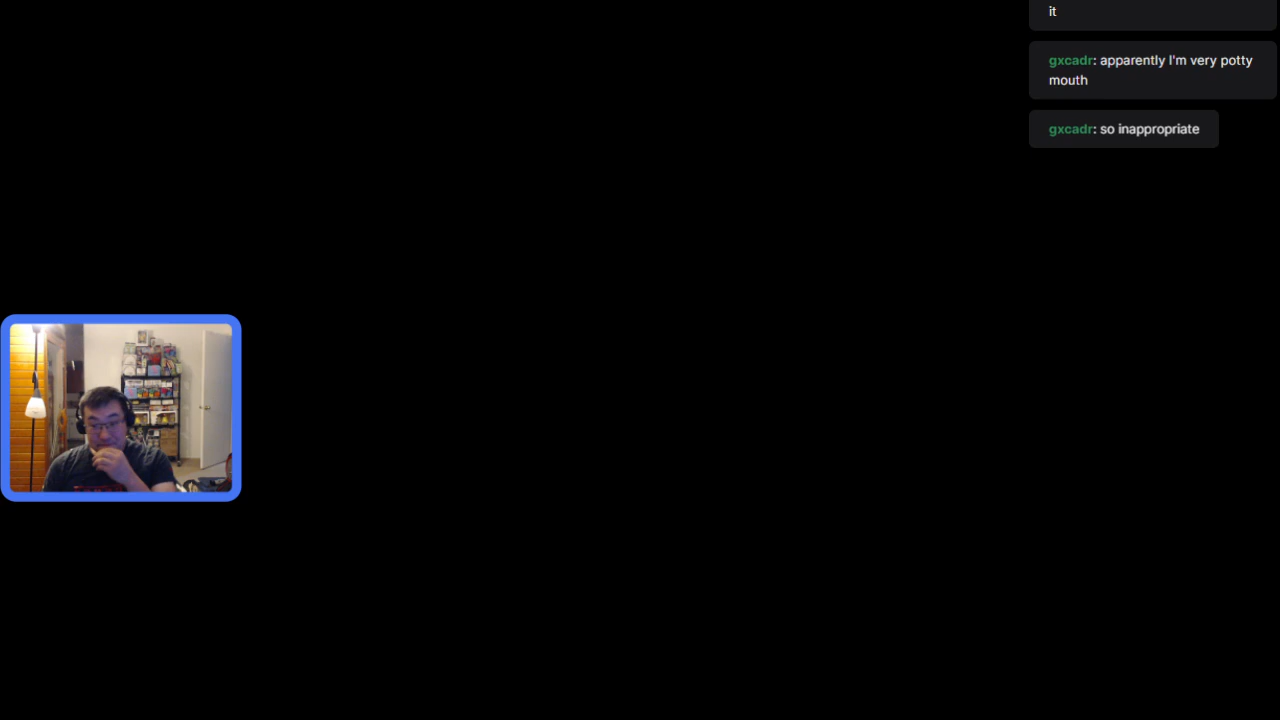 it
gxcadr: apparently I'm very potty
mouth
gxcadr: so inappropriate